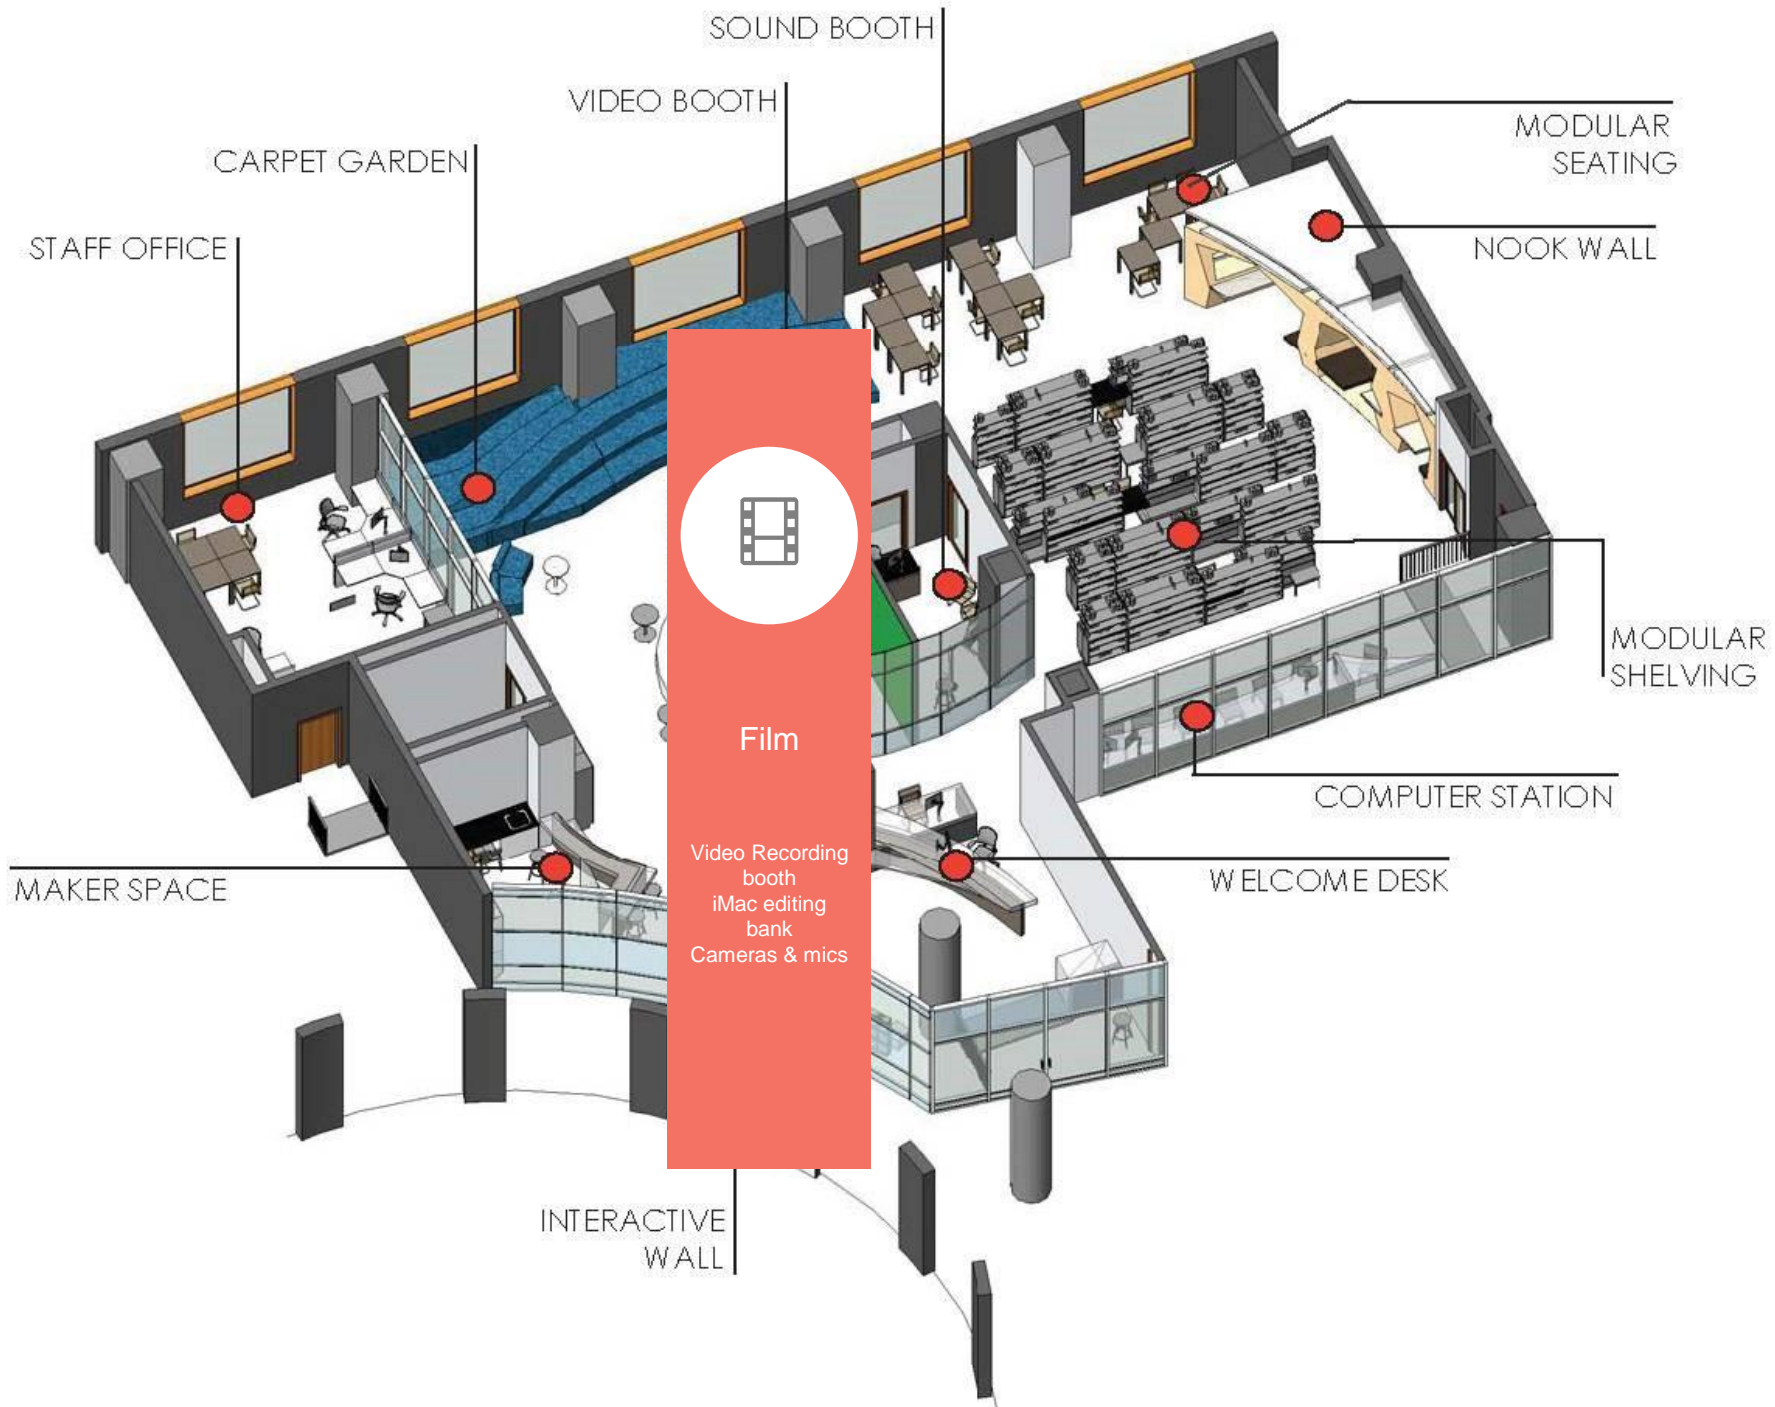 SOUND BOOTH
VIDEO BOOTH
CARPET GARDEN
STAFF OFFICE
MODULAR
SEATING
NOOK WALL
MODULAR
SHELVING
COMPUTER STATION
WELCOME DESK
MAKER SPACE
Film
Video Recording
booth
iMac editing
bank
Cameras & mics
INTERACTIVE
WALL